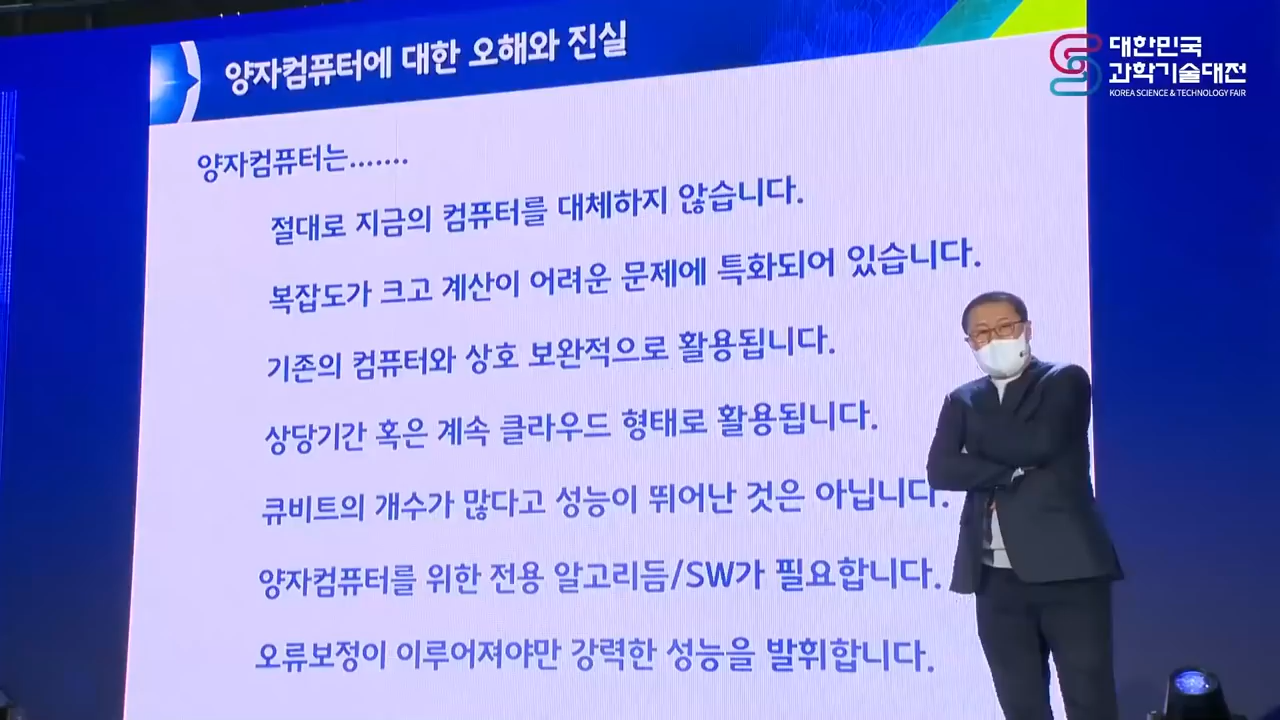 양자컴퓨터에 대한 오해와 진실
대한민국
과학기술대전
KOREA SCIENCE & TECHNOLOGY FAIR
양자컴퓨터는.......
절대로 지금의 컴퓨터를 대체하지 않습니다.
복잡도가 크고 계산이 어려운 문제에 특화되어 있습니다.
기존의 컴퓨터와 상호 보완적으로 활용됩니다.
상당기간 혹은 계속 클라우드 형태로 활용됩니다.
큐비트의 개수가 많다고 성능이 뛰어난 것은 아닙니다.
양자컴퓨터를 위한 전용 알고리듬/SW가 필요합니다.
오류보정이 이루어져야만 강력한 성능을 발휘합니다.